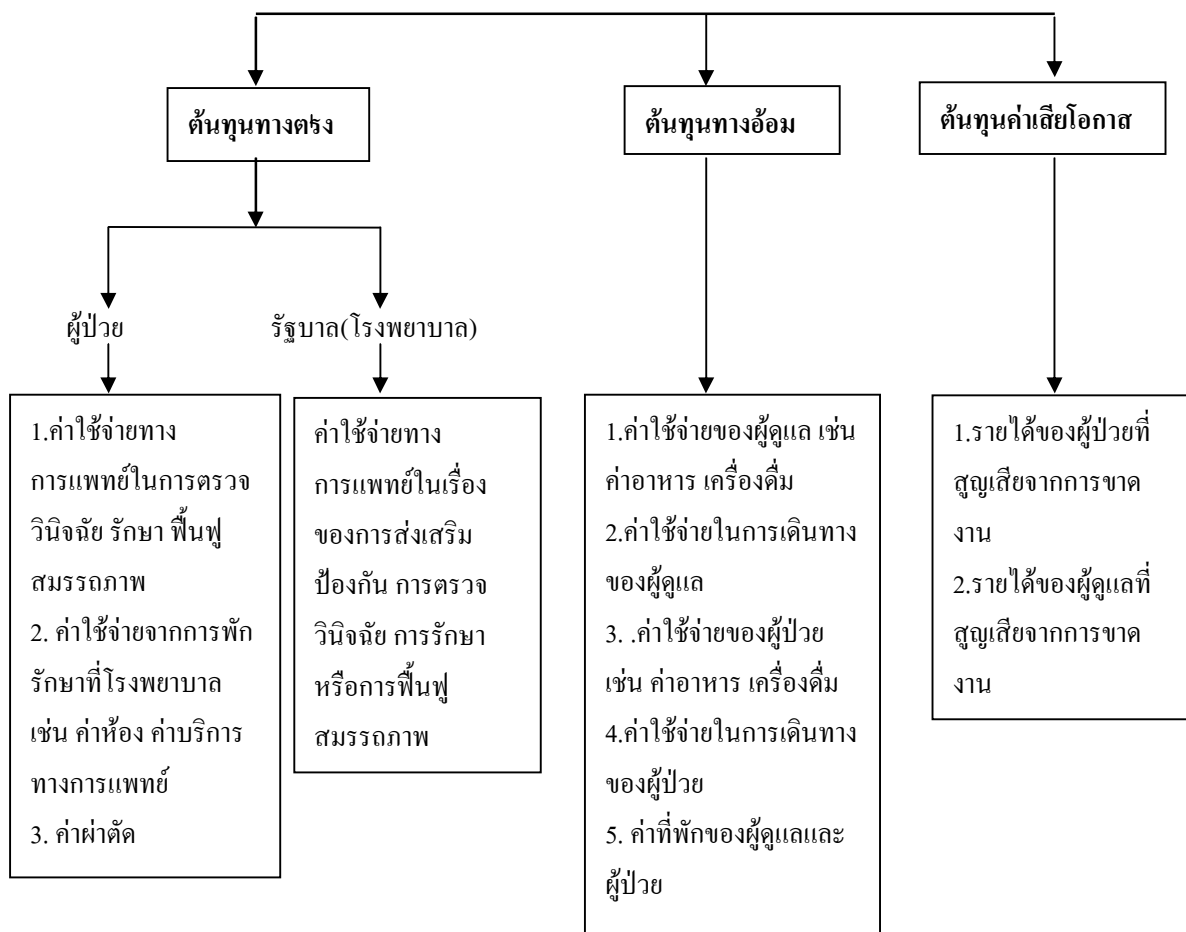 ต้นทุนทางตรง
ต้นทุนทางอ้อม
ต้นทุนค่าเสียโอกาส
ผู้ป่วย
รัฐบาล(โรงพยาบาล)
1.ค่าใช้จ่ายทาง
การแพทย์ในการตรวจ
วินิจฉัย รักษา ฟื้นฟู
สมรรถภาพ
2. ค่าใช้จ่ายจากการพัก
รักษาที่โรงพยาบาล
เช่น ค่าห้อง ค่าบริการ
ทางการแพทย์
3. ค่าผ่าตัด
ค่าใช้จ่ายทาง
การแพทย์ในเรื่อง
ของการส่งเสริม
ป้องกัน การตรวจ
วินิจฉัย การรักษา
หรือการฟื้นฟู
สมรรถภาพ
1.ค่าใช้จ่ายของผู้ดูแล เช่น
ค่าอาหาร เครื่องดื่ม
2.ค่าใช้จ่ายในการเดินทาง
ของผู้ดูแล
3. .ค่าใช้จ่ายของผู้ป่วย
เช่น ค่าอาหาร เครื่องดื่ม
4.ค่าใช้จ่ายในการเดินทาง
ของผู้ป่วย
5. ค่าที่พักของผู้ดูแลและ
ผู้ป่วย
1.รายได้ของผู้ป่วยที่
สูญเสียจากการขาด
งาน
2.รายได้ของผู้ดูแลที่
สูญเสียจากการขาด
งาน